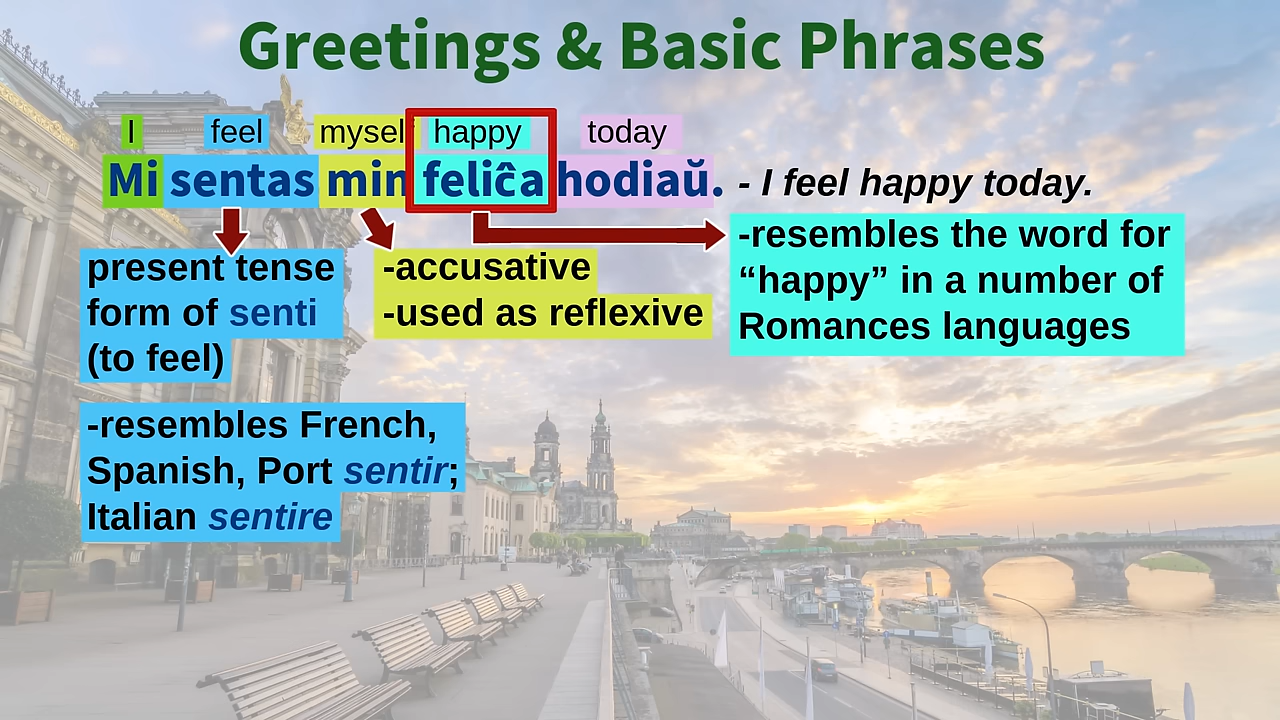 Greetings & Basic Phrases
I feel myself happy today
Mi sentas min feliĉa hodiaŭ. - I feel happy today.
present tense
form of senti
(to feel)
-accusative
-used as reflexive
-resembles the word for
“happy” in a number of
Romances languages
-resembles French,
Spanish, Port sentir;
Italian sentire